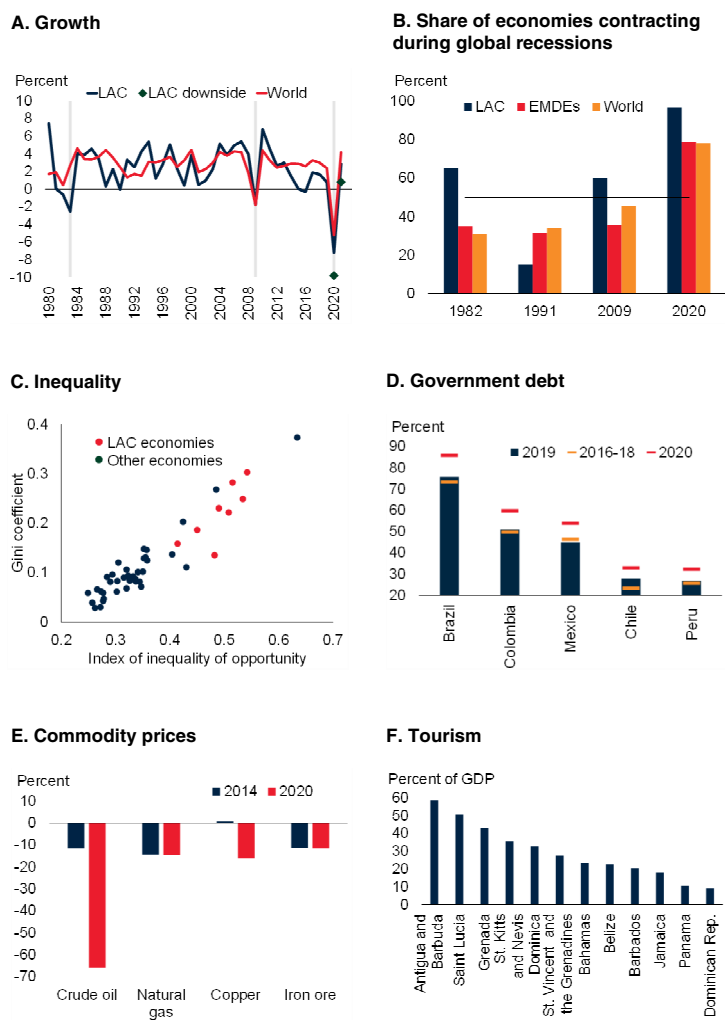 A. Growth
Percent
LAC LAC downside World
10
8
6
4
2
0
-2
-4
-6
-8
-10
1980 1984 1988 1992 1996 2000 2004 2008 2012 2016 2020
B. Share of economies contracting
during global recessions
Percent
LAC EMDEs World
100
80
60
40
20
0
1982 1991 2009 2020
C. Inequality
0.4
0.3
0.2
0.1
0
Gini coefficient
LAC economies
Other economies
0.2 0.3 0.4 0.5 0.6 0.7
Index of inequality of opportunity
D. Government debt
Percent
2019 2016-18 2020
90
80
70
60
50
40
30
20
Brazil Colombia Mexico Chile Peru
E. Commodity prices
Percent
2014 2020
10
0
-10
-20
-30
-40
-50
-60
-70
Crude oil Natural Copper Iron ore
gas
F. Tourism
Percent of GDP
60
50
40
30
20
10
0
Antigua and
Barbuda
Saint Lucia
Grenada
St. Kitts
and Nevis
Dominica
St. Vincent and
the Grenadines
Bahamas
Belize
Barbados
Jamaica
Panama
Dominican Rep.